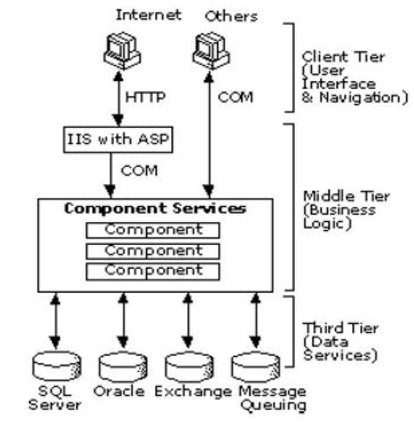 Internet Others
Client Tier
(User
Interface
& Navigation)
HTTP COM
IIS with ASP
COM
Component Services
Component
Component
Component
Middle Tier
(Business
Logic)
Third Tier
(Data
Services)
SQL
Server
Oracle
Exchange
Message
Queuing